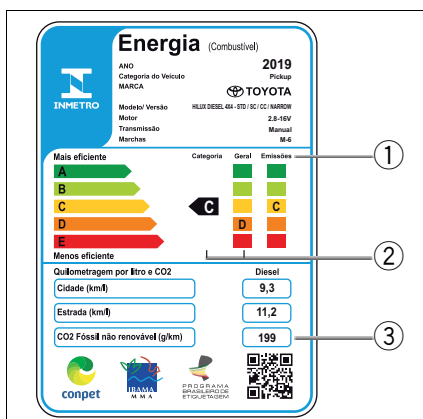 Energia (Combustível)
ANO 2019
Categoria do Veículo Pickup
MARCA TOYOTA
INMETRO
Modelo/ Versão HILUX DIESEL 4X4 - STD / SC / CC / NARROW
Motor 2.8-16V
Transmissão Manual
Marchas M-6
Mais eficiente Categoria Geral Emissões 1
A
B
C C C
D D
E
Menos eficiente 2
Quilometragem por litro e CO2 Diesel
Cidade (km/l) 9,3
Estrada (km/l) 11,2
CO2 Fóssil não renovável (g/km) 199 3
conpet
IBAMA
M M A
PROGRAMA
BRASILEIRO DE
ETIQUETAGEM